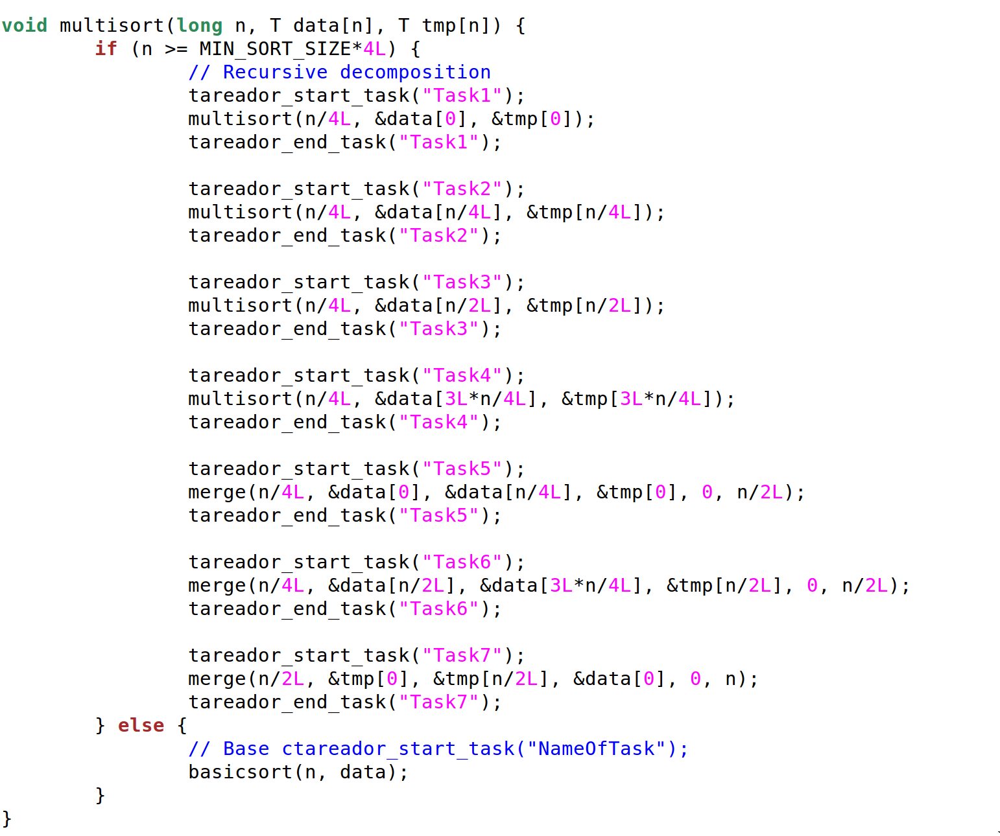 void multisort(long n, T data[n], T tmp[n]) {
if (n >= MIN_SORT_SIZE*4L) {
// Recursive decomposition
tareador_start_task("Task1");
multisort(n/4L, &data[0], &tmp[0]);
tareador_end_task("Task1");
tareador_start_task("Task2");
multisort(n/4L, &data[n/4L], &tmp[n/4L]);
tareador_end_task("Task2");
tareador_start_task("Task3");
multisort(n/4L, &data[n/2L], &tmp[n/2L]);
tareador_end_task("Task3");
tareador_start_task("Task4");
multisort(n/4L, &data[3L*n/4L], &tmp[3L*n/4L]);
tareador_end_task("Task4");
tareador_start_task("Task5");
merge(n/4L, &data[0], &data[n/4L], &tmp[0], 0, n/2L);
tareador_end_task("Task5");
tareador_start_task("Task6");
merge(n/4L, &data[n/2L], &data[3L*n/4L], &tmp[n/2L], 0, n/2L);
tareador_end_task("Task6");
tareador_start_task("Task7");
merge(n/2L, &tmp[0], &tmp[n/2L], &data[0], 0, n);
tareador_end_task("Task7");
} else {
// Base ctareador_start_task("NameOfTask");
basicsort(n, data);
}
}